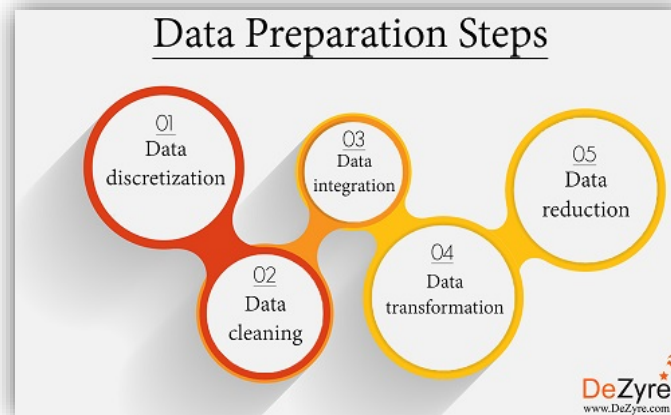 Data Preparation Steps
01
Data
discretization
02
Data
cleaning
03
Data
integration
04
Data
transformation
05
Data
reduction
DeZyre
www.DeZyre.com